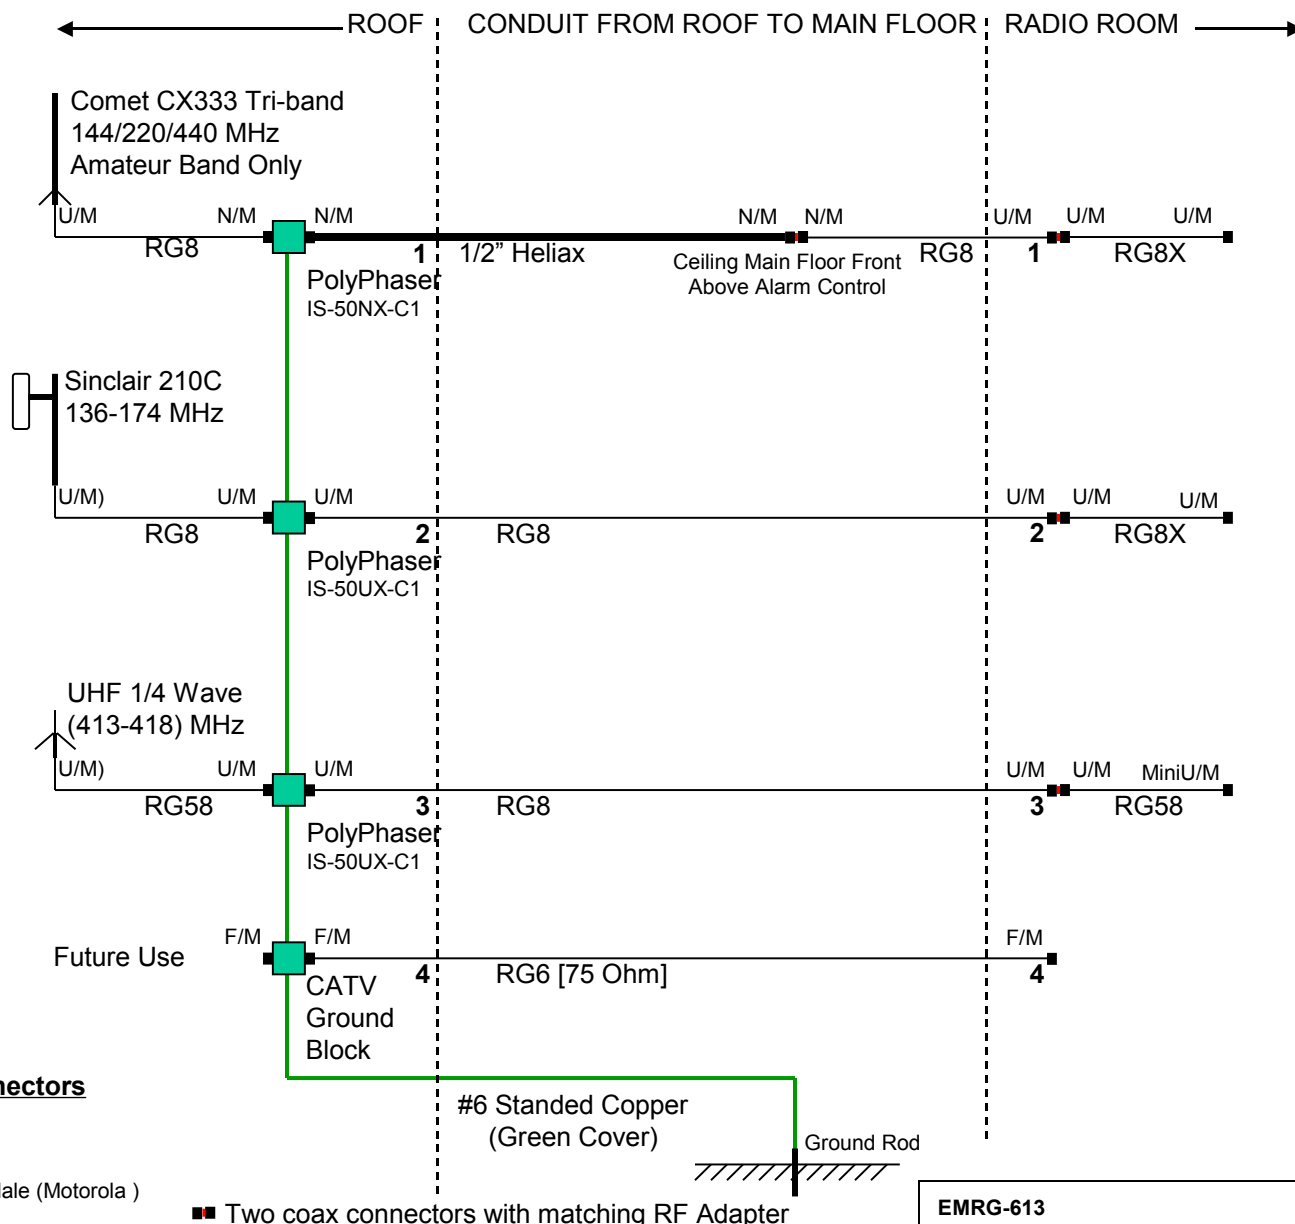 ROOF
CONDUIT FROM ROOF TO MAIN FLOOR
RADIO ROOM
Comet CX333 Tri-band
144/220/440 MHz
Amateur Band Only
U/M
N/M
N/M
N/M
N/M
U/M
U/M
U/M
RG8
1
1/2” Heliax
RG8
1
RG8X
Ceiling Main Floor Front
Above Alarm Control
PolyPhaser
IS-50NX-C1
Sinclair 210C
136-174 MHz
U/M)
U/M
U/M
U/M
U/M
U/M
RG8
2
RG8
2
RG8X
PolyPhaser
IS-50UX-C1
UHF 1/4 Wave
(413-418) MHz
U/M)
U/M
U/M
U/M
U/M
MiniU/M
RG58
3
RG8
3
RG58
PolyPhaser
IS-50UX-C1
Future Use
F/M
F/M
F/M
4
RG6 [75 Ohm]
4
CATV
Ground
Block
nectors
#6 Standed Copper
(Green Cover)
Ground Rod
ale (Motorola )
Two coax connectors with matching RF Adapter
EMRG-613